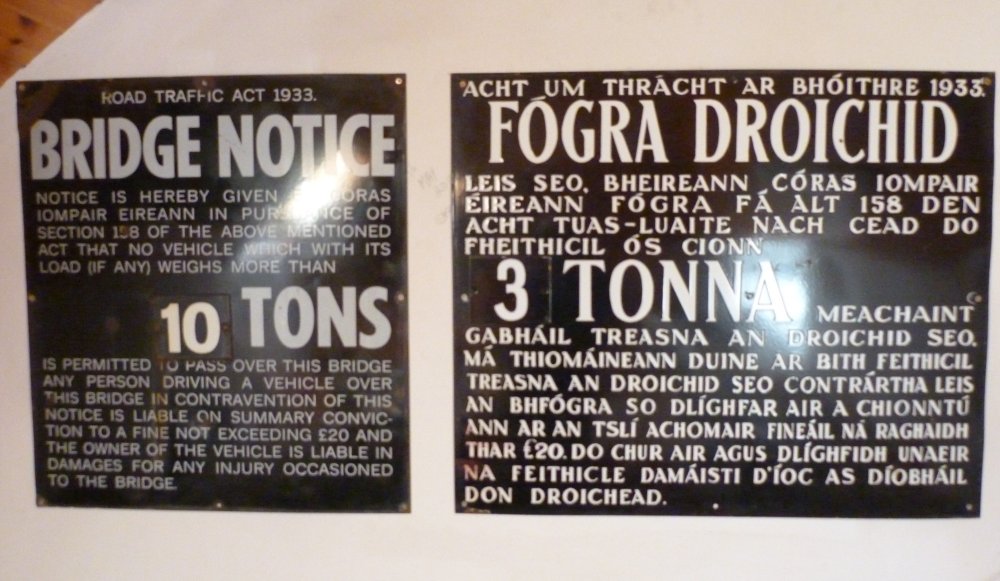 ROAD TRAFFIC ACT 1933.
BRIDGE NOTICE
NOTICE IS HEREBY GIVEN CORAS
IOMPAIR EIREANN IN PURSUANCE OF
SECTION 158 OF THE ABOVE MENTIONED
ACT THAT NO VEHICLE WHICH WITH ITS
LOAD (IF ANY) WEIGHS MORE THAN
10 TONS
IS PERMITTED TO PASS OVER THIS BRIDGE
ANY PERSON DRIVING A VEHICLE OVER
THIS BRIDGE IN CONTRAVENTION OF THIS
NOTICE IS LIABLE ON SUMMARY CONVIC-
TION TO A FINE NOT EXCEEDING £20 AND
THE OWNER OF THE VEHICLE IS LIABLE IN
DAMAGES FOR ANY INJURY OCCASIONED
TO THE BRIDGE.
ACHT UM THRÁCHT AR BHÓITHRE 1933.
FÓGRA DROICHID
LEIS SEO, BHEIREANN CÓRAS IOMPAIR
ÉIREANN FÓGRA FÁ ALT 158 DEN
ACHT TUAS-LUAITE NACH CEAD DO
FHEITHICIL ÓS CIONN
3 TONNA MEACHAINT
GABHÁIL TREASNA AN DROICHID SEO.
MÁ THIOMÁINEANN DUINE AR BITH FEITHICIL
TREASNA AN DROICHID SEO CONTRÁRTHA LEIS
AN BHFÓGRA SO DLÍGHFAR AIR A CHIONNTÚ
ANN AR AN TSLÍ ACHOMAIR FINEÁIL NÁ RAGHAIDH
THAR £20. DO CHUR AIR AGUS DLÍGHFIDH UNAEIR
NA FEITHICLE DAMÁISTI D'ÍOC AS DÍOBHÁIL
DON DROICHEAD.